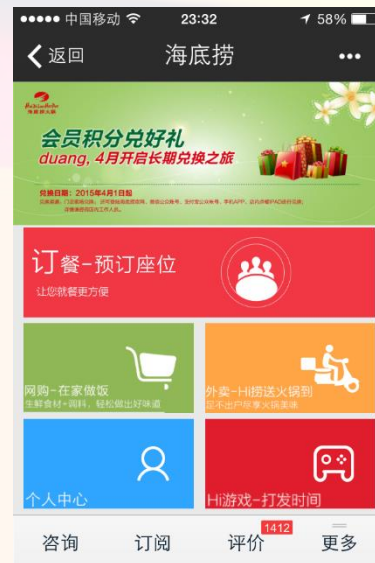 中国移动
23:32
58%
返回
海底捞
会员积分兑好礼
duang, 4月开启长期兑换之旅
兑换日期：2015年4月1日起
订餐-预订座位
让您就餐更方便
网购-在家做饭
生鲜食材+调料，轻松做出好味道
外卖-Hi捞送火锅到
足不出户尽享火锅美味
个人中心
Hi游戏-打发时间
咨询
订阅
评价
1412
更多